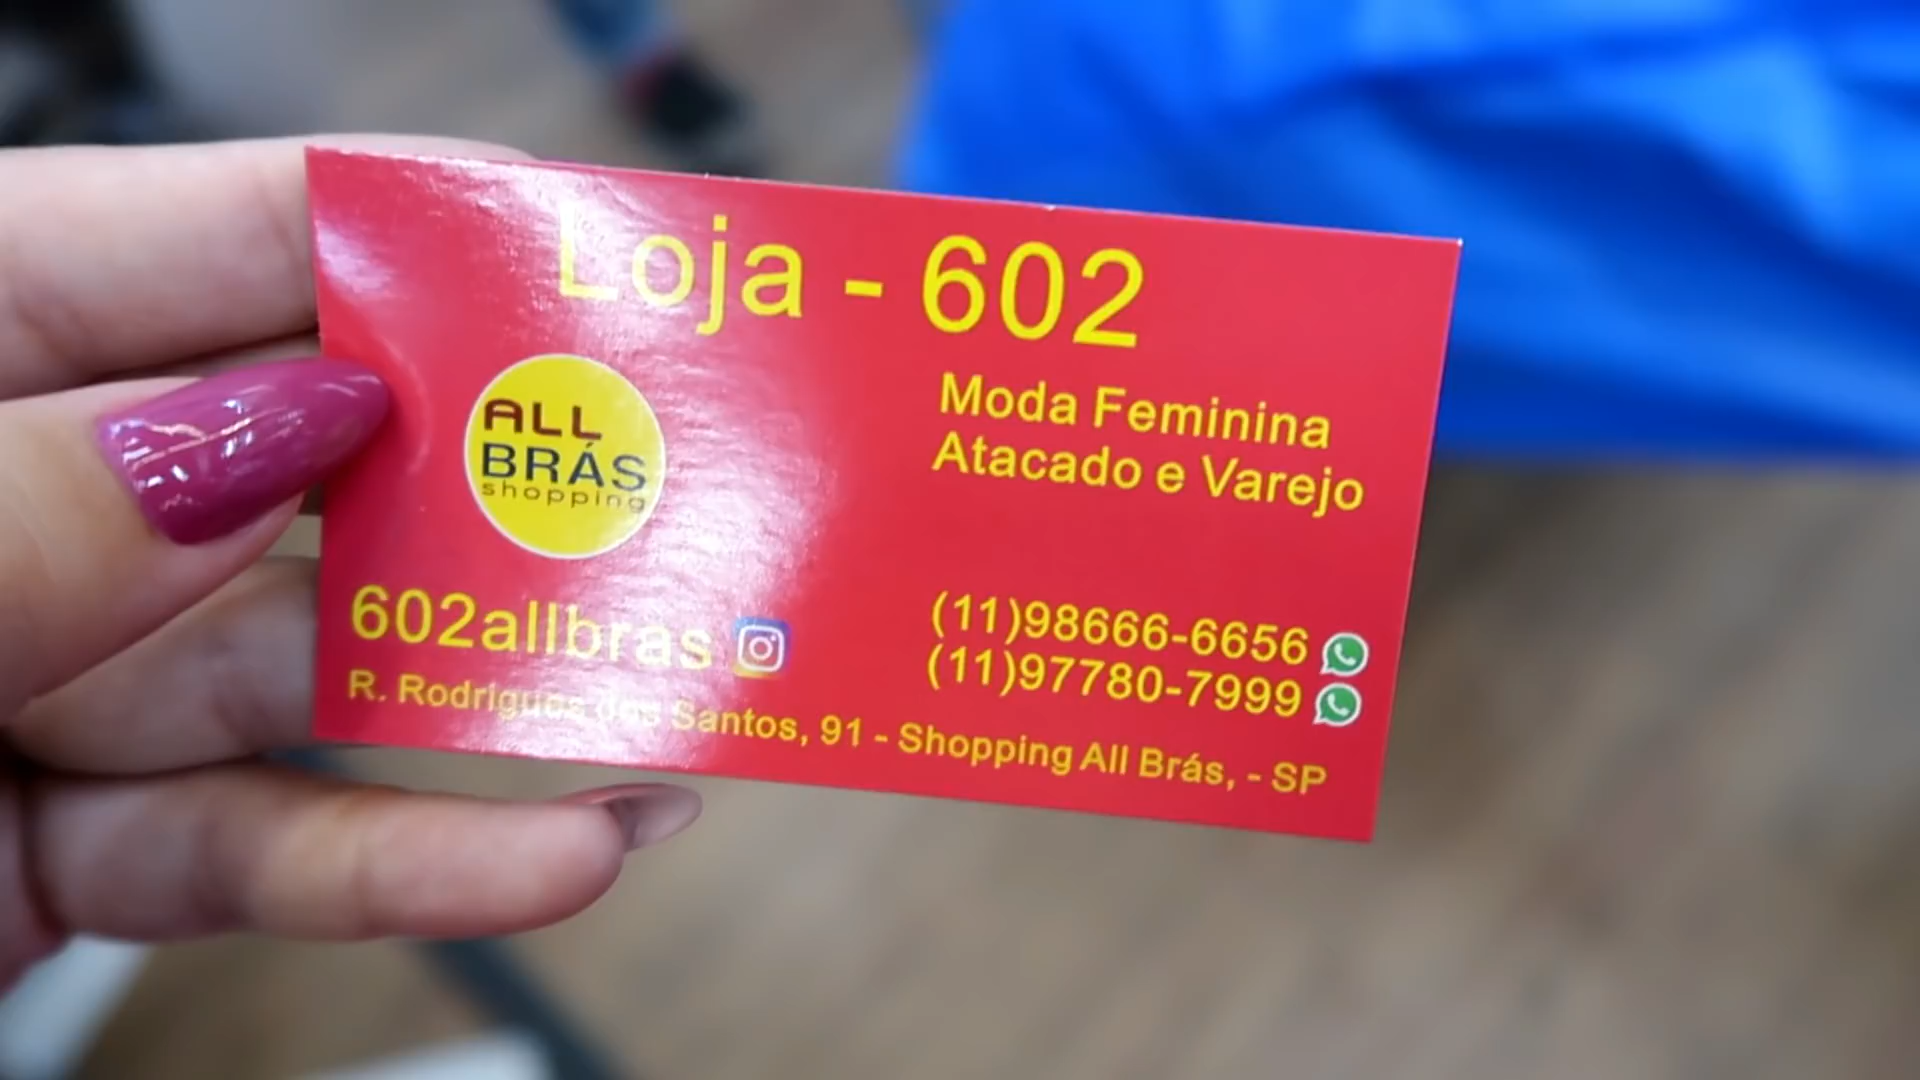 Loja - 602
ALL
BRÁS
shopping
Moda Feminina
Atacado e Varejo
602allbras
(11)98666-6656
(11)97780-7999
R. Rodrigues dos Santos, 91 - Shopping All Brás, - SP